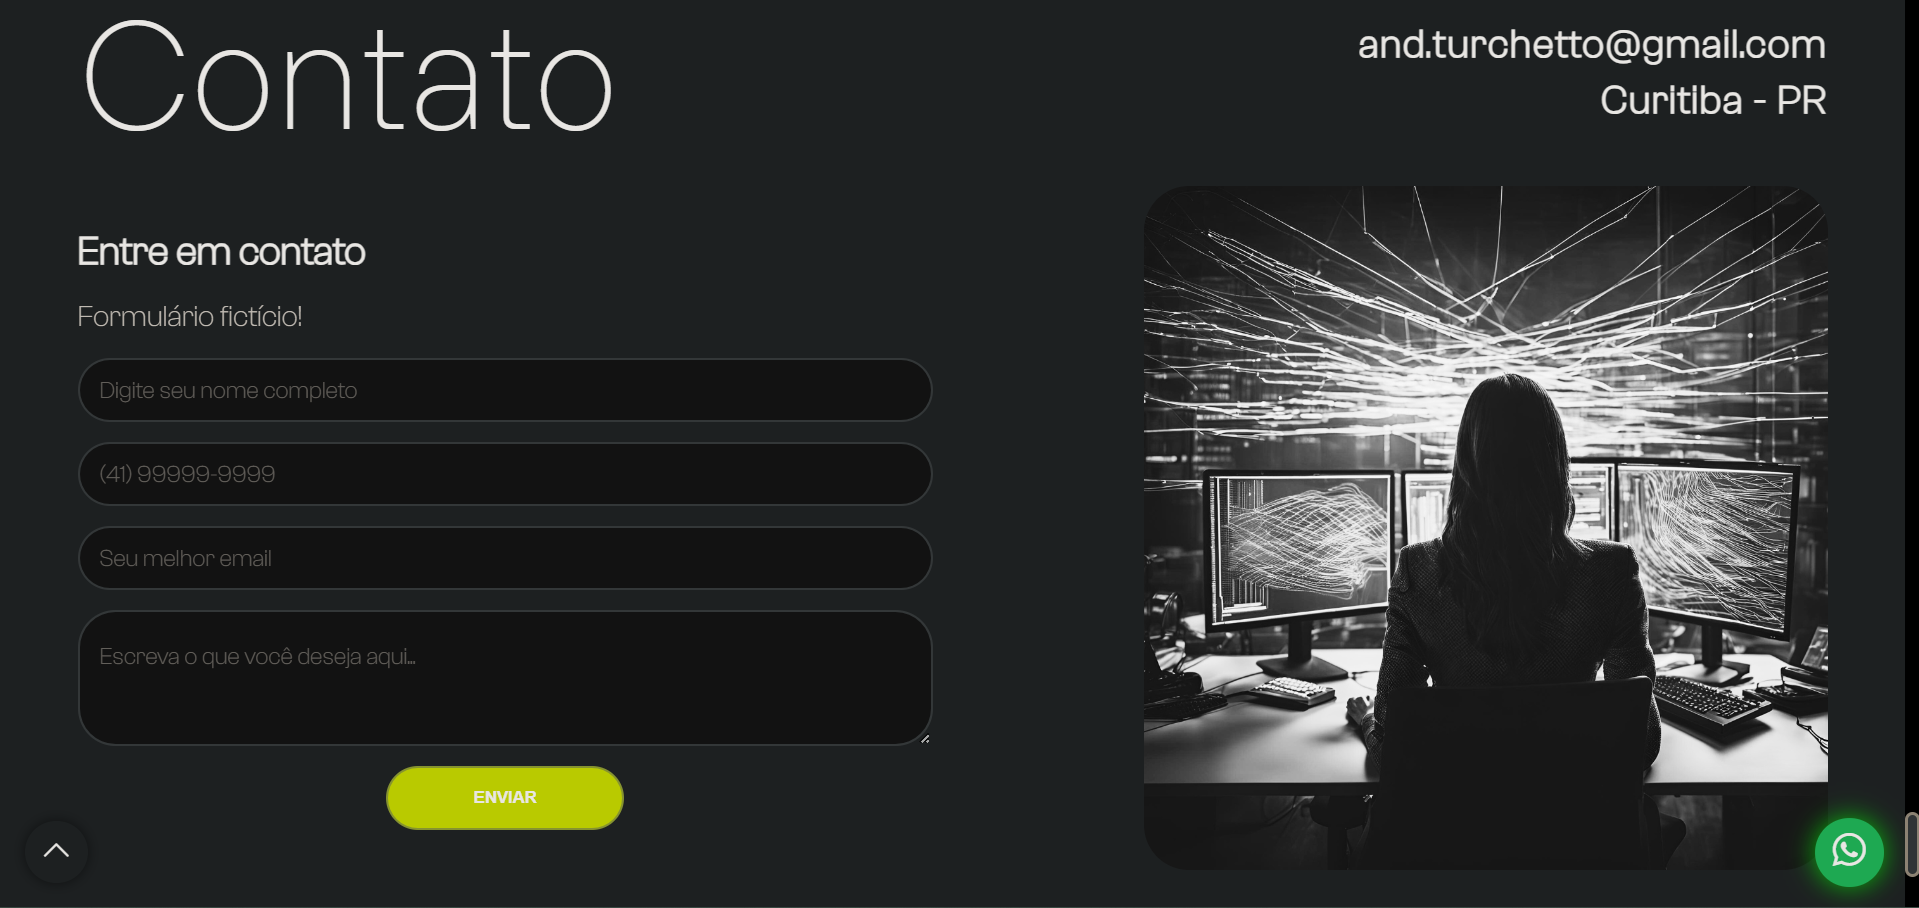 Contato
and.turchetto@gmail.com
Curitiba - PR
Entre em contato
Formulário fictício!
Digite seu nome completo
(41) 99999-9999
Seu melhor email
Escreva o que você deseja aqui...
ENVIAR